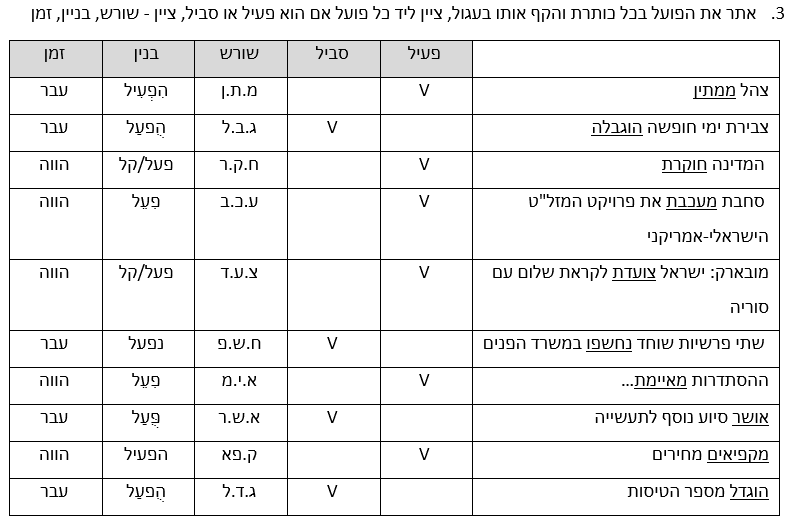 3. אתר את הפועל בכל כותרת והקף אותו בעגול, ציין ליד כל פועל אם הוא פעיל או סביל, ציין - שורש, בניין, זמן
פעיל סביל שורש בנין זמן
צהל ממתין V מ.ת.ן הִפְעִיל עבר
צבירת ימי חופשה הוגבלה V ג.ב.ל הֻפעַל עבר
המדינה חוקרת V ח.ק.ר פעל/קל הווה
סחבת מעכבת את פרויקט המזל"ט V ע.כ.ב פִעֵל הווה
הישראלי-אמריקני
מובארק: ישראל צועדת לקראת שלום עם V צ.ע.ד פעל/קל הווה
סוריה
שתי פרשיות שוחד נחשפו במשרד הפנים V ח.ש.פ נפעל עבר
ההסתדרות מאיימת... V א.י.מ פִעֵל הווה
אושר סיוע נוסף לתעשייה V א.ש.ר פֻּעַל עבר
מקפיאים מחירים V ק.פא הפעיל הווה
הוגדל מספר הטיסות V ג.ד.ל הֻפעַל עבר